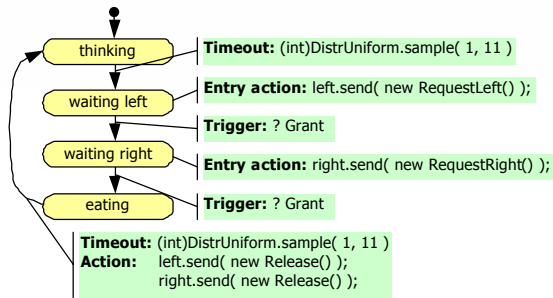 thinking
Timeout: (int)DistrUniform.sample( 1, 11 )
waiting left
Entry action: left.send( new RequestLeft() );
Trigger: ? Grant
waiting right
Entry action: right.send( new RequestRight() );
eating
Trigger: ? Grant
Timeout: (int)DistrUniform.sample( 1, 11 )
Action: left.send( new Release() );
right.send( new Release() );